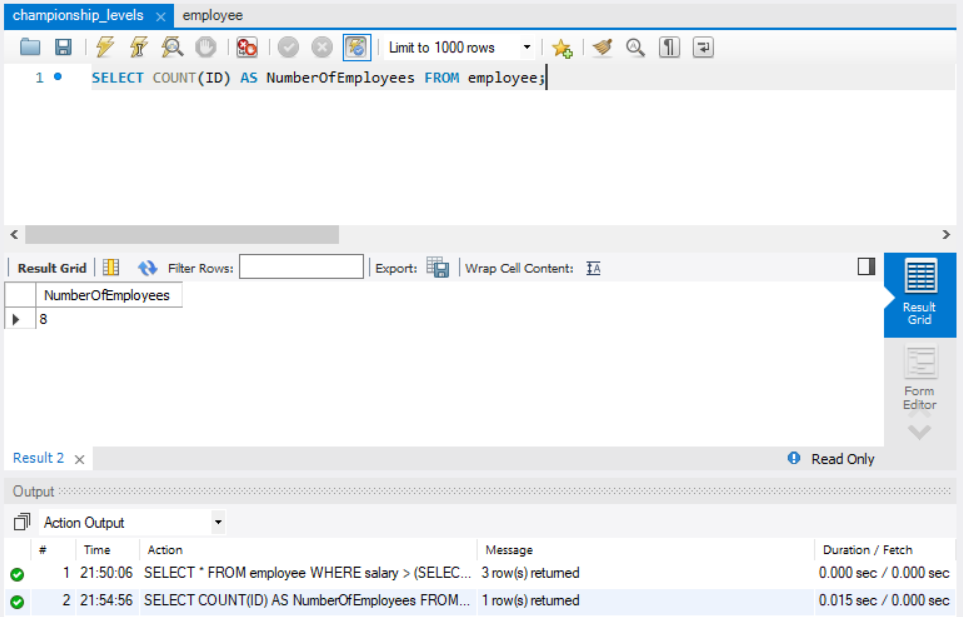 championship_levels × employee
Limit to 1000 rows
1 SELECT COUNT(ID) AS NumberOfEmployees FROM employee;
Result Grid Filter Rows: Export: Wrap Cell Content: IA
NumberOfEmployees
8
Result
Grid
Form
Editor
Result 2 × Read Only
Output
Action Output
# Time Action Message Duration / Fetch
1 21:50:06 SELECT * FROM employee WHERE salary > (SELEC... 3 row(s) returned 0.000 sec / 0.000 sec
2 21:54:56 SELECT COUNT(ID) AS NumberOfEmployees FROM... 1 row(s) returned 0.015 sec / 0.000 sec